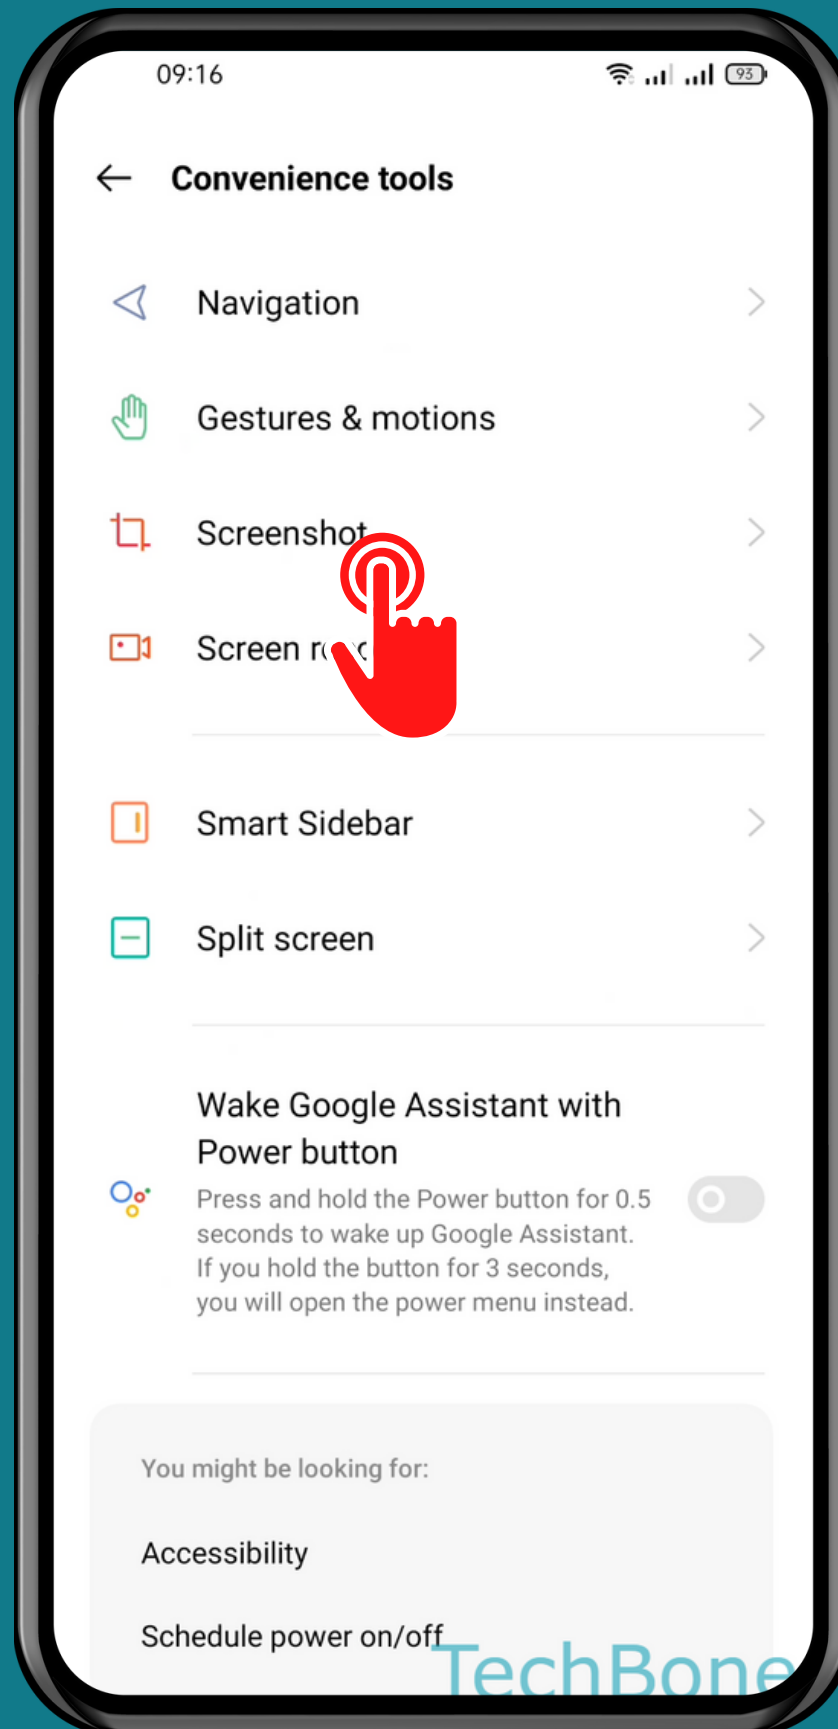 09:16
93
Convenience tools
Navigation
Gestures & motions
Screenshot
Screen
Smart Sidebar
Split screen
Wake Google Assistant with
Power button
Press and hold the Power button for 0.5
seconds to wake up Google Assistant.
If you hold the button for 3 seconds,
you will open the power menu instead.
You might be looking for:
Accessibility
Schedule power on/off
TechBone